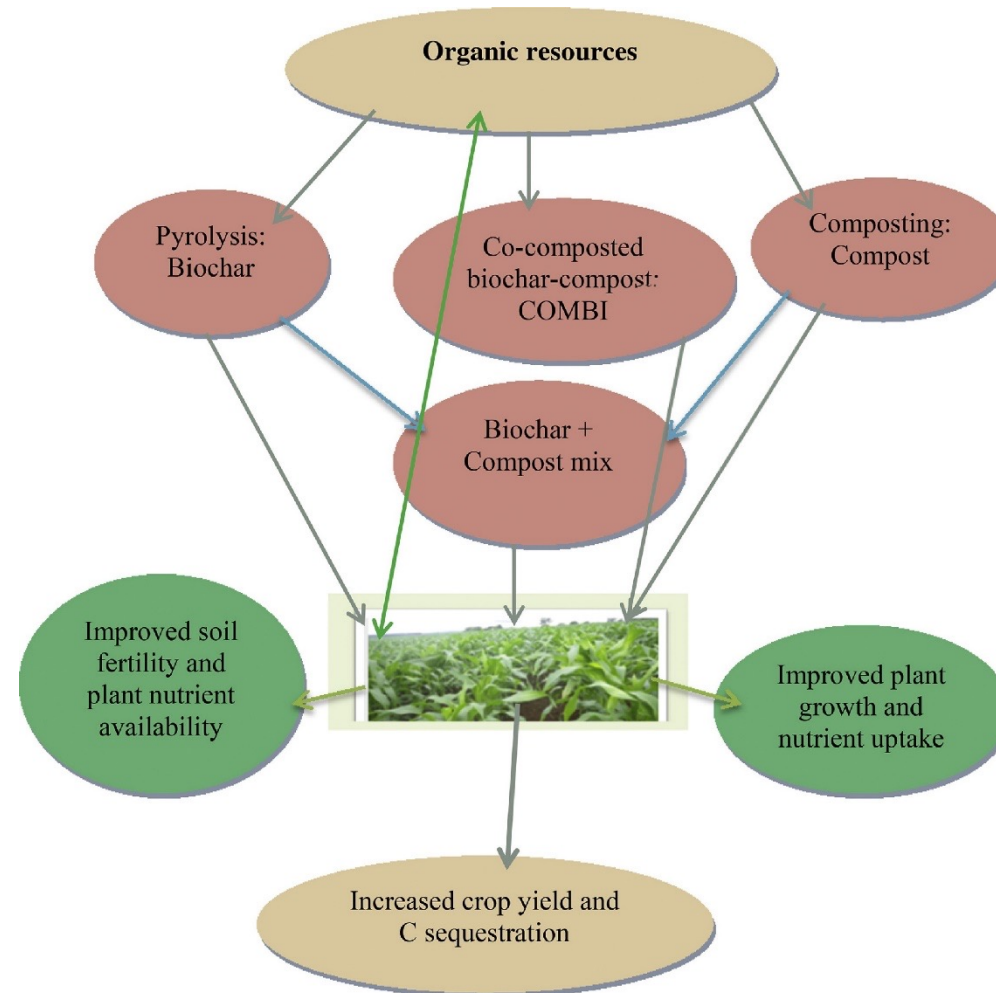 Organic resources
Pyrolysis:
Biochar
Co-composted
biochar-compost:
COMBI
Composting:
Compost
Biochar +
Compost mix
Improved soil
fertility and
plant nutrient
availability
Improved plant
growth and
nutrient uptake
Increased crop yield and
C sequestration